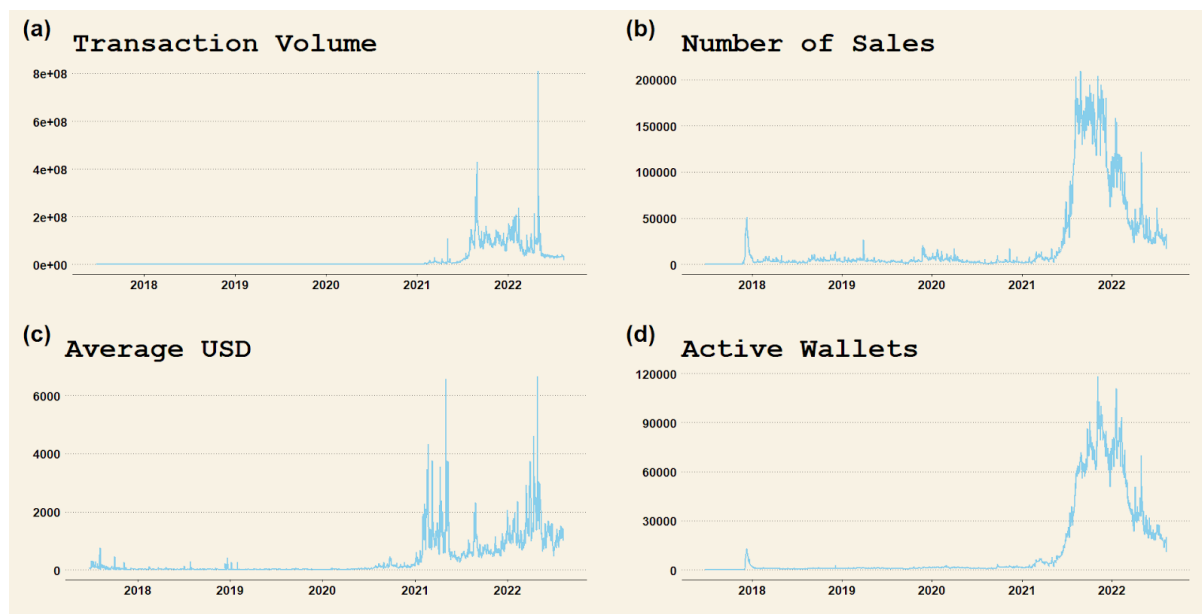 (a)
Transaction Volume
8e+08
6e+08
4e+08
2e+08
0e+00
2018 2019 2020 2021 2022
(b)
Number of Sales
200000
150000
100000
50000
0
2018 2019 2020 2021 2022
(c)
Average USD
6000
4000
2000
0
2018 2019 2020 2021 2022
(d)
Active Wallets
120000
90000
60000
30000
0
2018 2019 2020 2021 2022